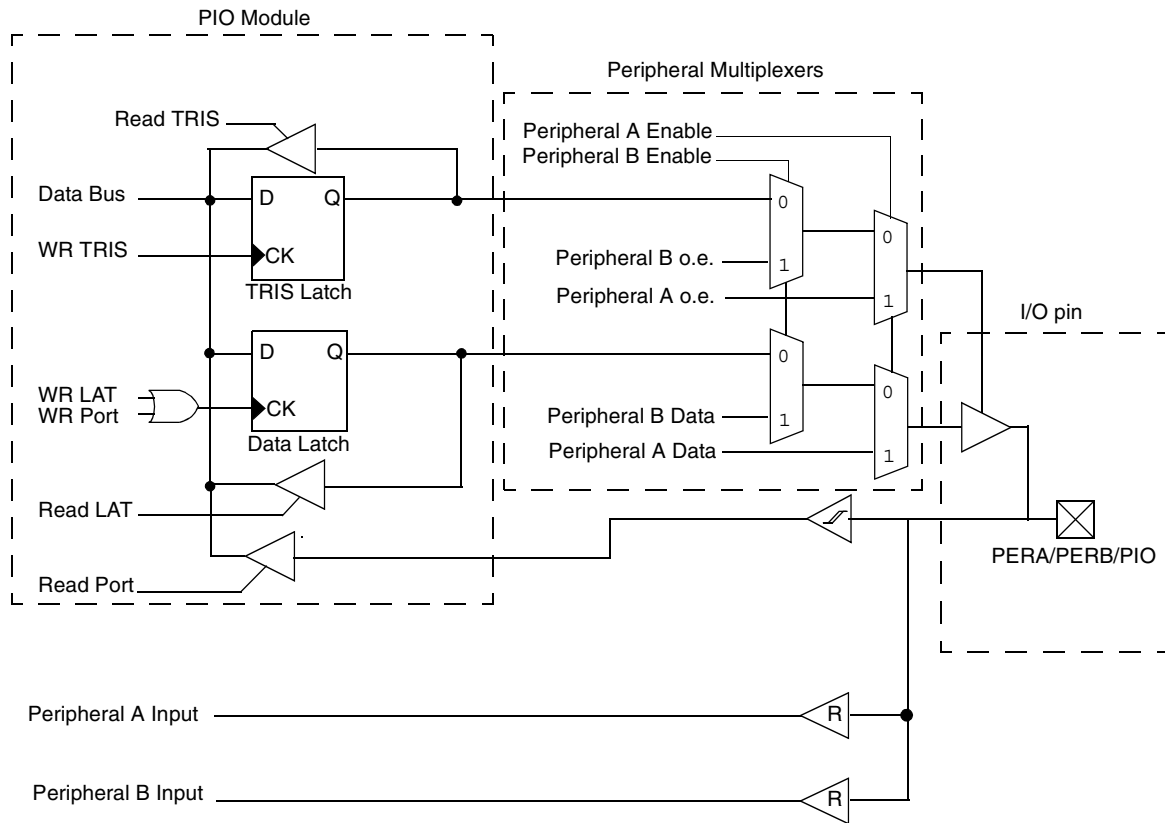 PIO Module
Peripheral Multiplexers
Read TRIS
Peripheral A Enable
Peripheral B Enable
Data Bus
D
Q
0
WR TRIS
CK
0
Peripheral B o.e.
1
TRIS Latch
Peripheral A o.e.
1
I/O pin
D
Q
0
WR LAT
WR Port
CK
0
Peripheral B Data
1
Data Latch
Peripheral A Data
1
Read LAT
PERA/PERB/PIO
Read Port
Peripheral A Input
R
Peripheral B Input
R